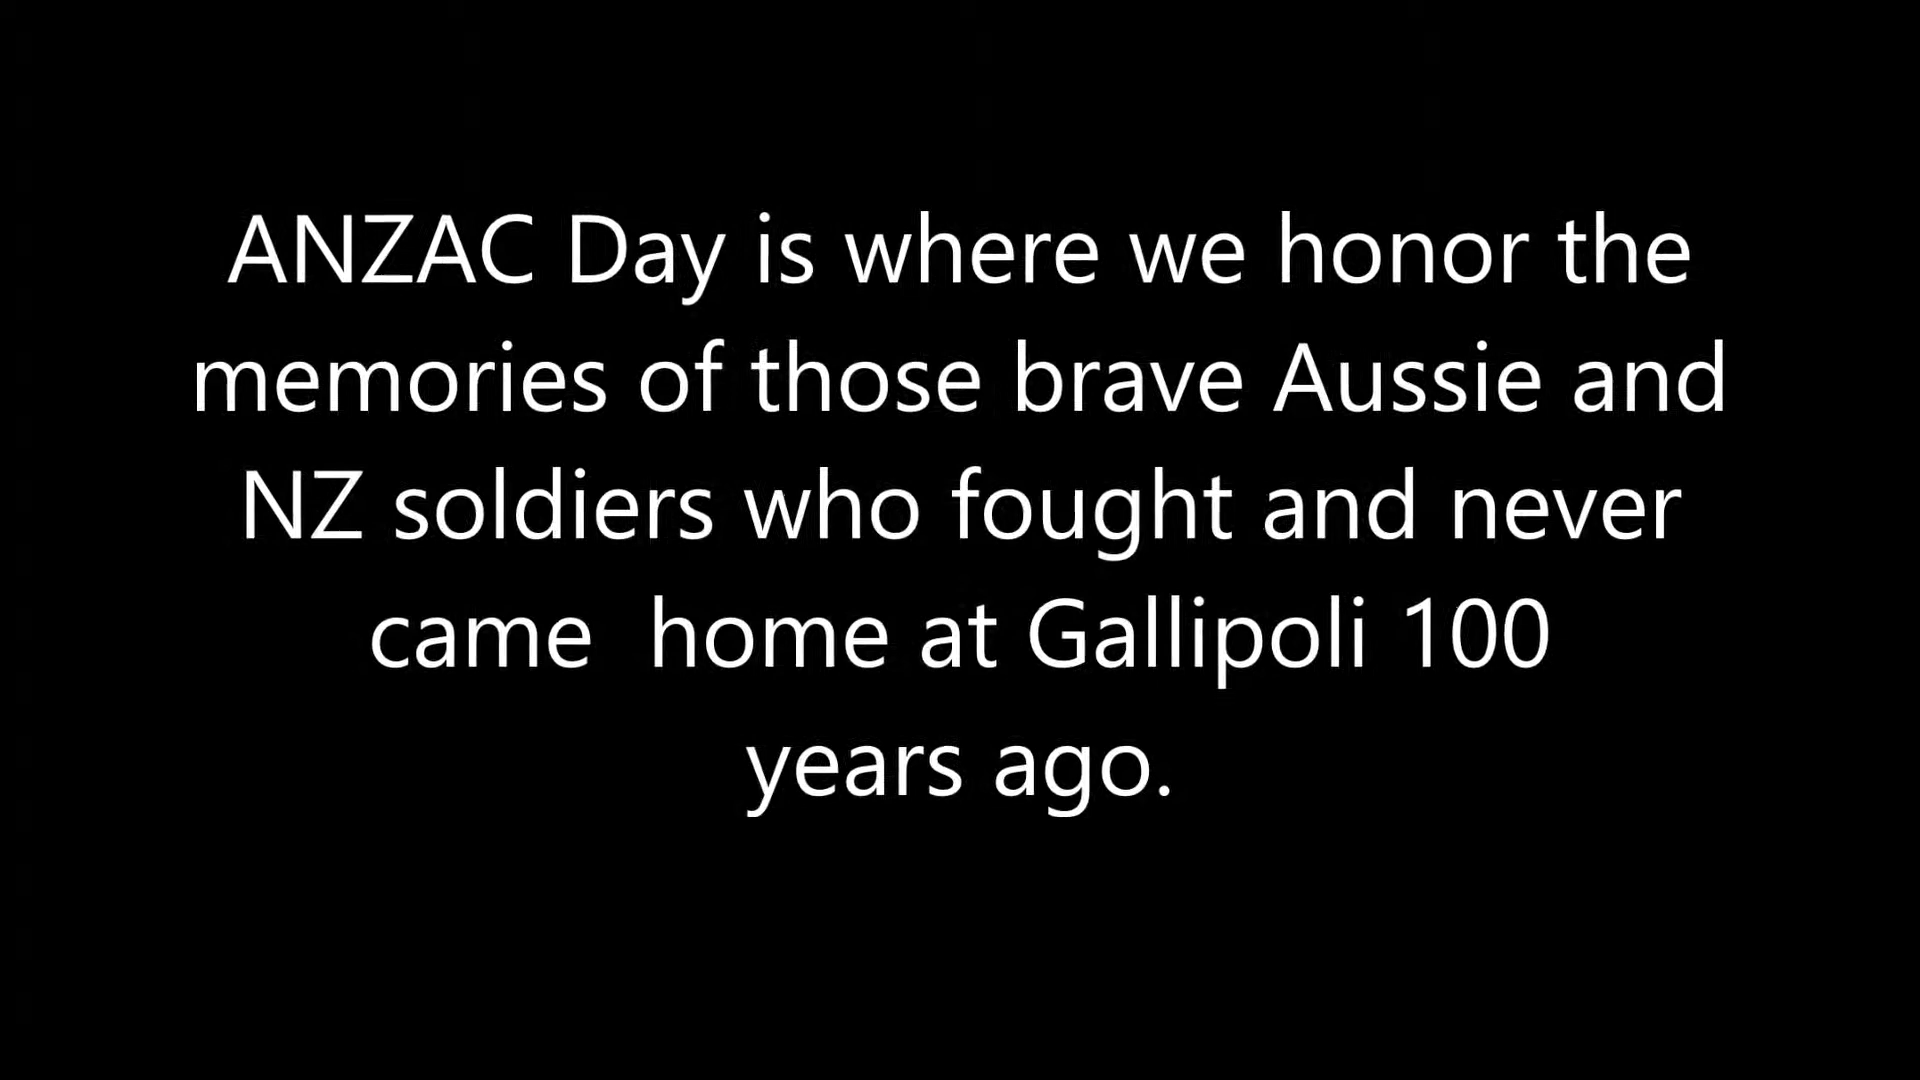 ANZAC Day is where we honor the
memories of those brave Aussie and
NZ soldiers who fought and never
came  home at Gallipoli 100
years ago.